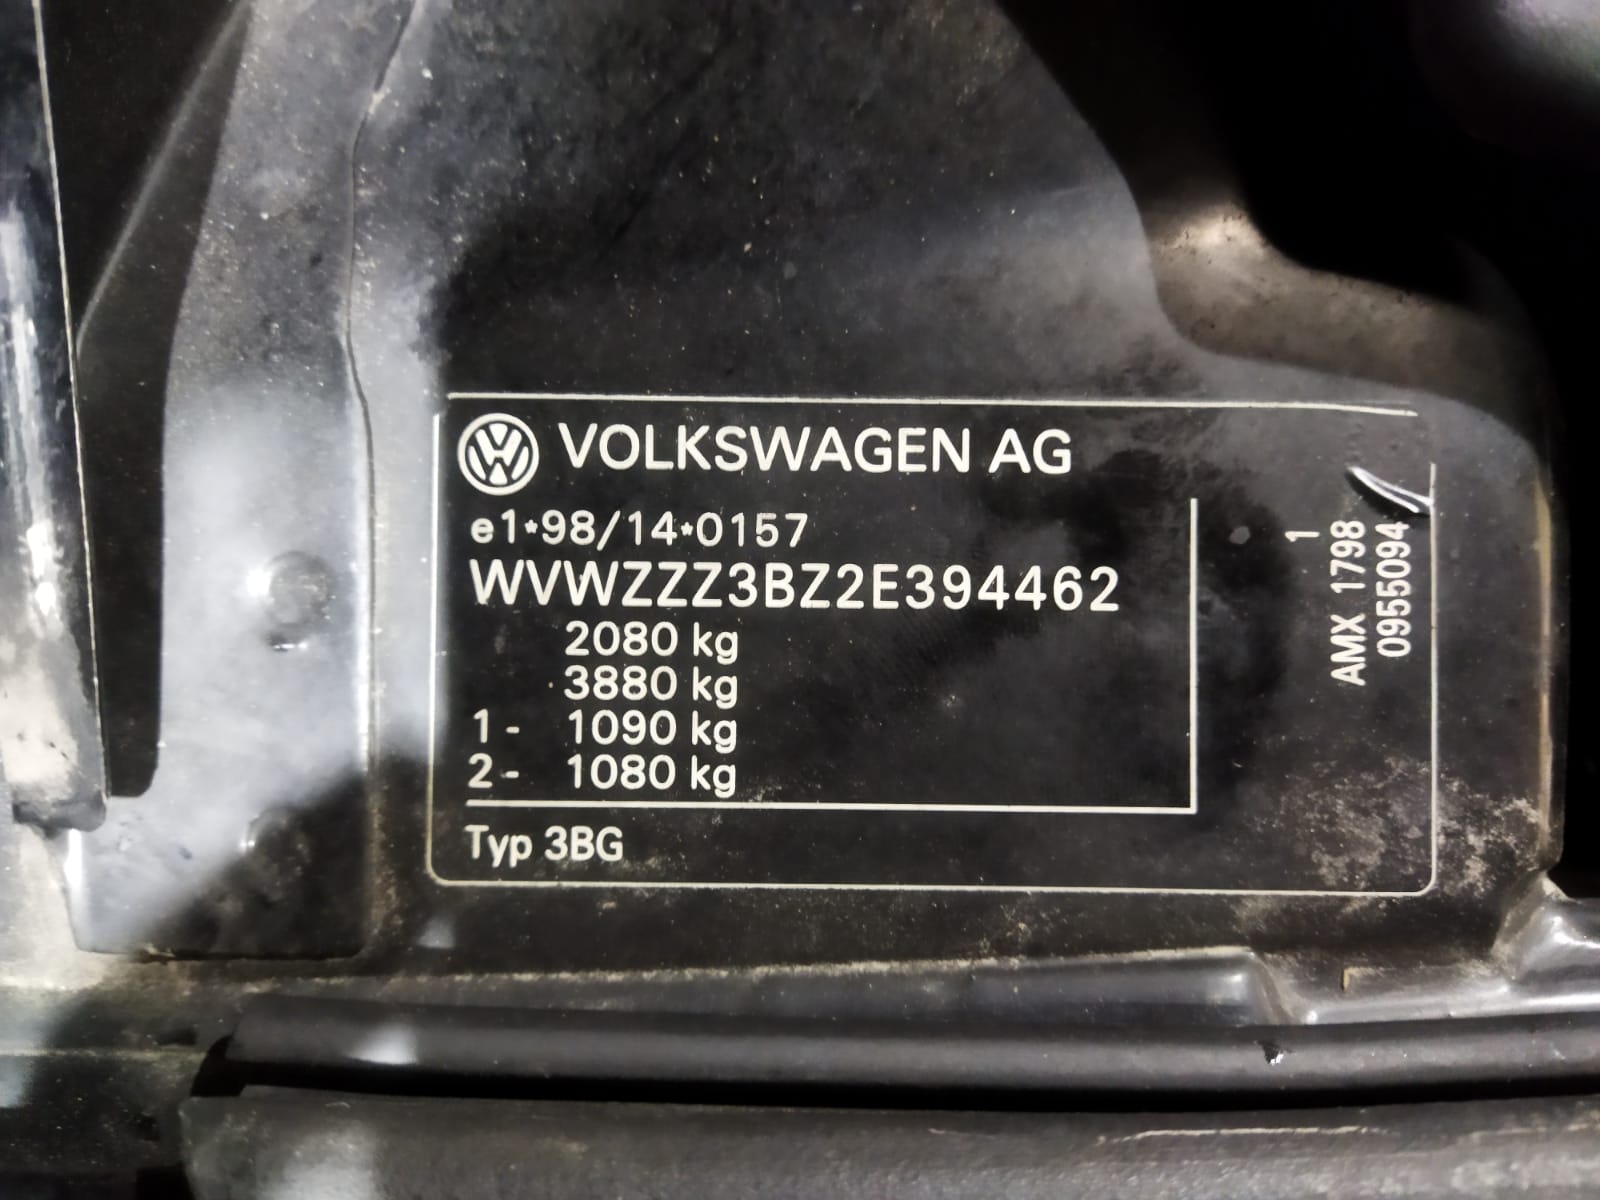 VOLKSWAGEN AG
e1*98/14*0157
WVWZZZ3BZ2E394462
2080 kg
3880 kg
1- 1090 kg
2- 1080 kg
Typ 3BG
1
AMX 1798
0955094